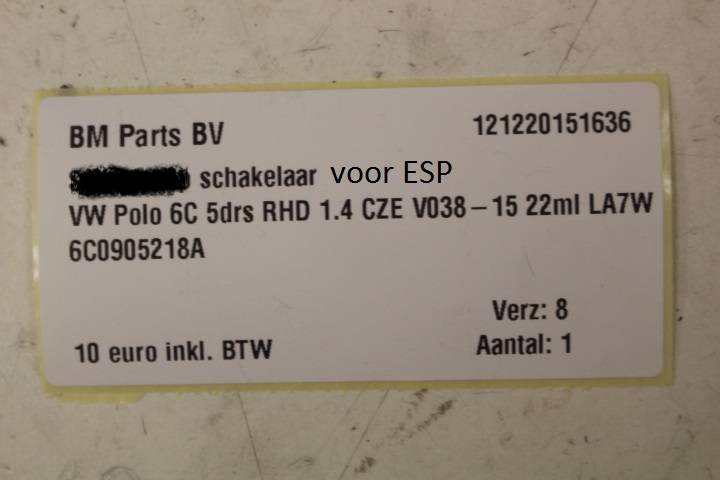 BM Parts BV 121220151636
schakelaar voor ESP
VW Polo 6C 5drs RHD 1.4 CZE V038-15 22ml LA7W
6C0905218A
Verz: 8
10 euro inkl. BTW Aantal: 1